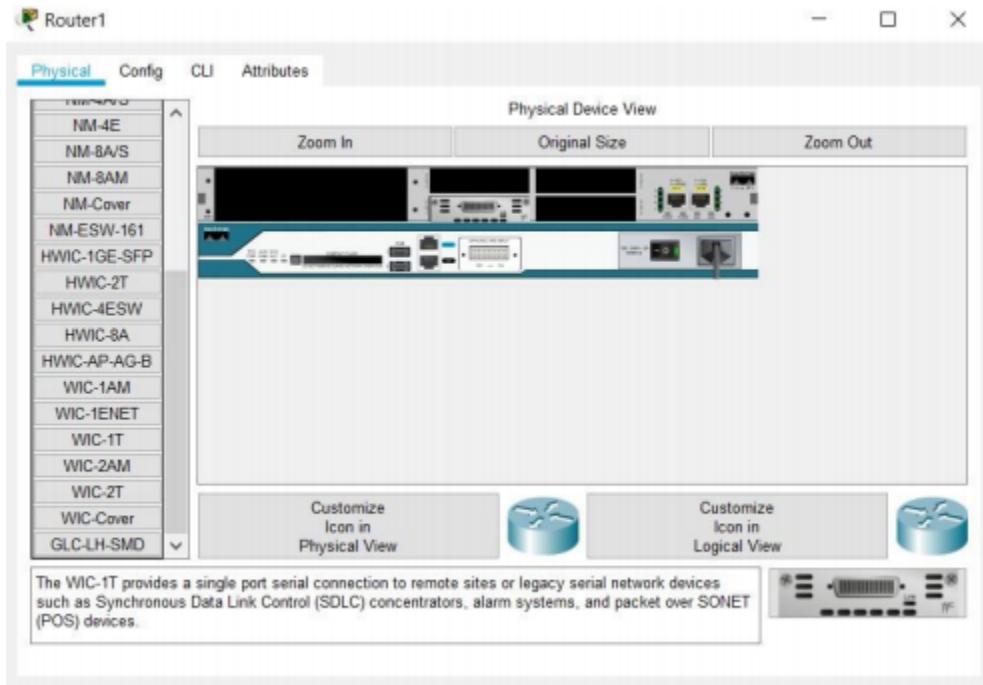 Router1
Physical Config CLI Attributes
Physical Device View
Zoom In Original Size Zoom Out
NM-4E
NM-8A/S
NM-8AM
NM-Cover
NM-ESW-161
HWIC-1GE-SFP
HWIC-2T
HWIC-4ESW
HWIC-8A
HWIC-AP-AG-B
WIC-1AM
WIC-1ENET
WIC-1T
WIC-2AM
WIC-2T
WIC-Cover
GLC-LH-SMD
Customize
Icon in
Physical View
Customize
Icon in
Logical View
The WIC-1T provides a single port serial connection to remote sites or legacy serial network devices
such as Synchronous Data Link Control (SDLC) concentrators, alarm systems, and packet over SONET
(POS) devices.